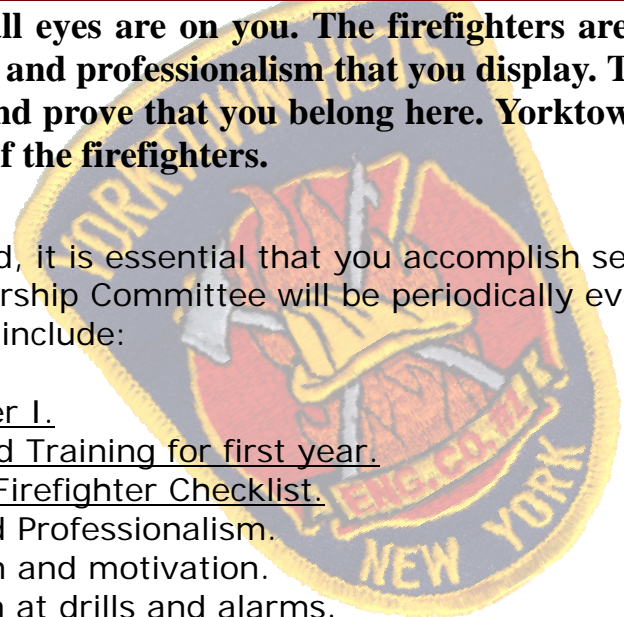 all eyes are on you. The firefighters are
and professionalism that you display. T
nd prove that you belong here. Yorktow
f the firefighters.
d, it is essential that you accomplish se
ership Committee will be periodically ev
include:
er I.
d Training for first year.
Firefighter Checklist.
d Professionalism.
n and motivation.
n at drills and alarms.
YORKTOWN HGTS
ENG. CO. #1
NEW YORK